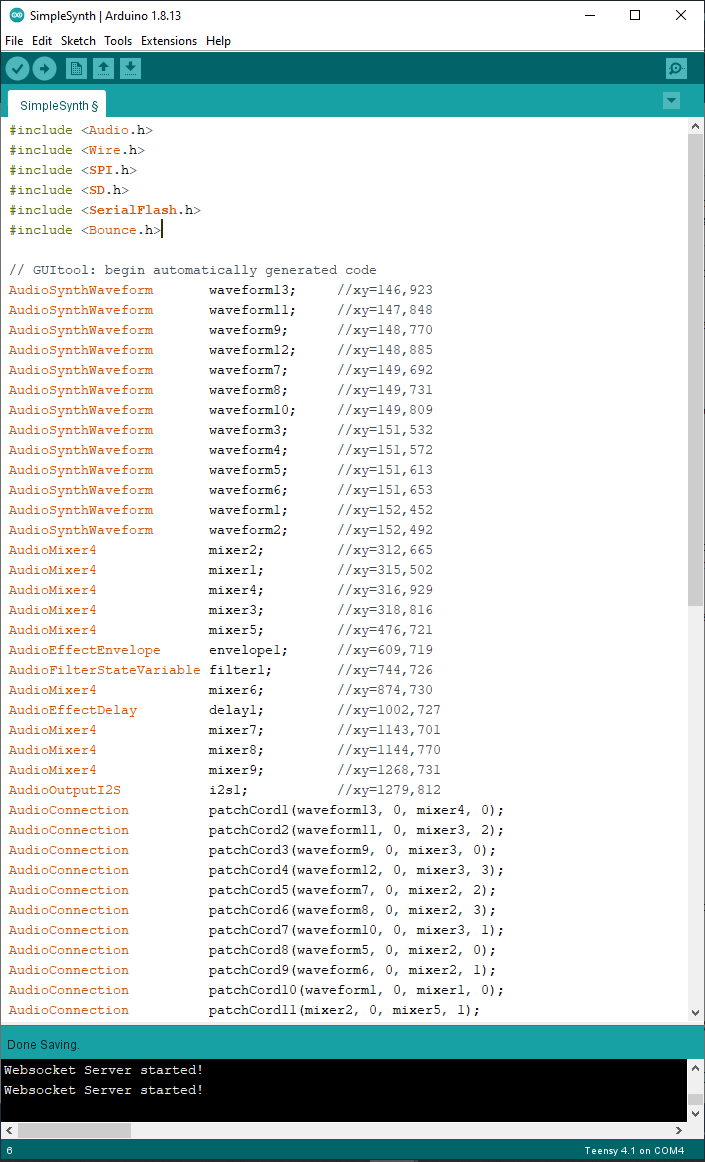 SimpleSynth | Arduino 1.8.13
File Edit Sketch Tools Extensions Help
SimpleSynth §
#include <Audio.h>
#include <Wire.h>
#include <SPI.h>
#include <SD.h>
#include <SerialFlash.h>
#include <Bounce.h>
// GUItool: begin automatically generated code
AudioSynthWaveform       waveform13;     //xy=146,923
AudioSynthWaveform       waveform11;     //xy=147,848
AudioSynthWaveform       waveform9;      //xy=148,770
AudioSynthWaveform       waveform12;     //xy=148,885
AudioSynthWaveform       waveform7;      //xy=149,692
AudioSynthWaveform       waveform8;      //xy=149,731
AudioSynthWaveform       waveform10;     //xy=149,809
AudioSynthWaveform       waveform3;      //xy=151,532
AudioSynthWaveform       waveform4;      //xy=151,572
AudioSynthWaveform       waveform5;      //xy=151,613
AudioSynthWaveform       waveform6;      //xy=151,653
AudioSynthWaveform       waveform1;      //xy=152,452
AudioSynthWaveform       waveform2;      //xy=152,492
AudioMixer4              mixer2;         //xy=312,665
AudioMixer4              mixer1;         //xy=315,502
AudioMixer4              mixer4;         //xy=316,929
AudioMixer4              mixer3;         //xy=318,816
AudioMixer4              mixer5;         //xy=476,721
AudioEffectEnvelope      envelope1;      //xy=609,719
AudioFilterStateVariable filter1;        //xy=744,726
AudioMixer4              mixer6;         //xy=874,730
AudioEffectDelay         delay1;         //xy=1002,727
AudioMixer4              mixer7;         //xy=1143,701
AudioMixer4              mixer8;         //xy=1144,770
AudioMixer4              mixer9;         //xy=1268,731
AudioOutputI2S           i2s1;           //xy=1279,812
AudioConnection          patchCord1(waveform13, 0, mixer4, 0);
AudioConnection          patchCord2(waveform11, 0, mixer3, 2);
AudioConnection          patchCord3(waveform9, 0, mixer3, 0);
AudioConnection          patchCord4(waveform12, 0, mixer3, 3);
AudioConnection          patchCord5(waveform7, 0, mixer2, 2);
AudioConnection          patchCord6(waveform8, 0, mixer2, 3);
AudioConnection          patchCord7(waveform10, 0, mixer3, 1);
AudioConnection          patchCord8(waveform5, 0, mixer2, 0);
AudioConnection          patchCord9(waveform6, 0, mixer2, 1);
AudioConnection          patchCord10(waveform1, 0, mixer1, 0);
AudioConnection          patchCord11(mixer2, 0, mixer5, 1);
Done Saving.
Websocket Server started!
Websocket Server started!
6 Teensy 4.1 on COM4